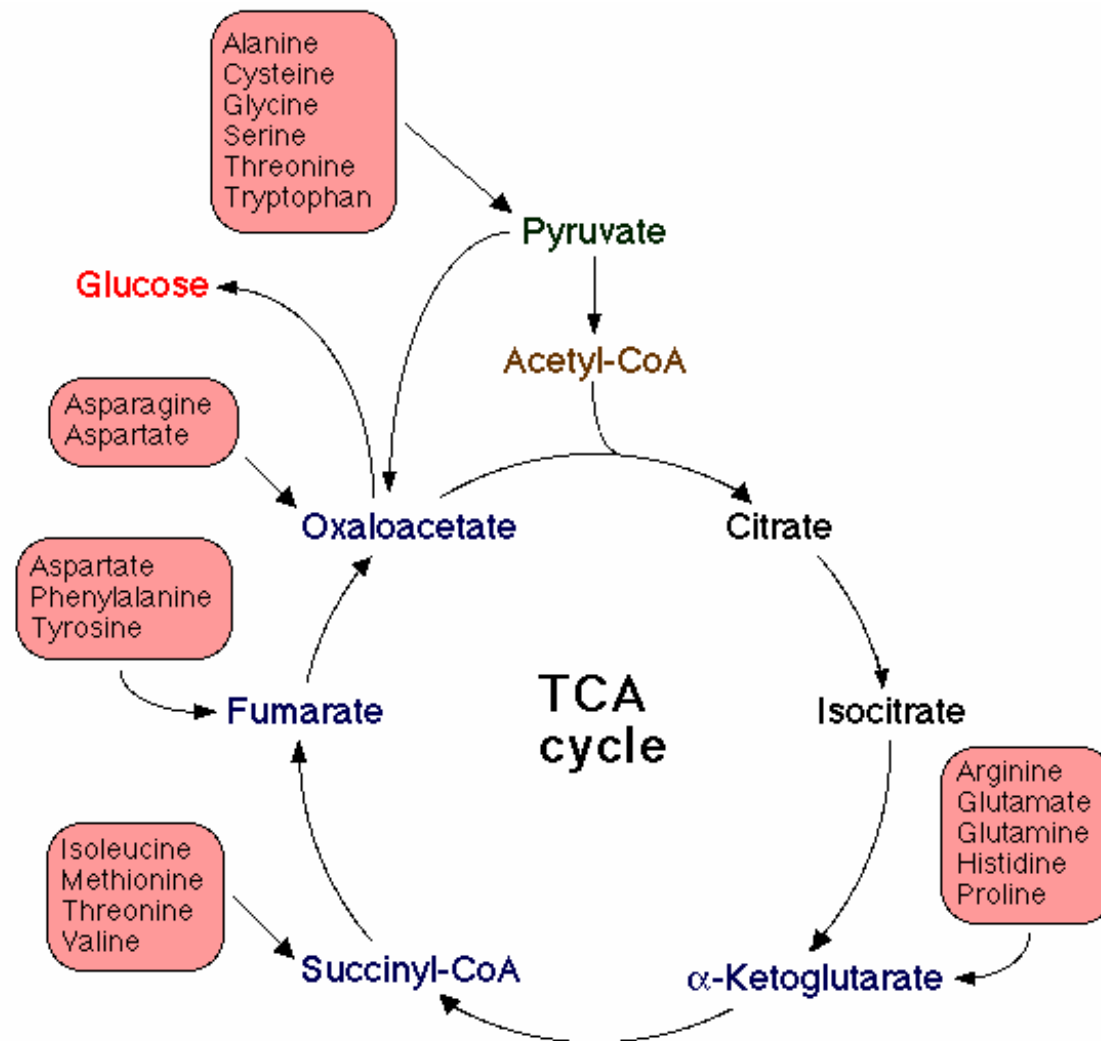 Alanine
Cysteine
Glycine
Serine
Threonine
Tryptophan
Pyruvate
Glucose
Acetyl-CoA
Asparagine
Aspartate
Oxaloacetate
Citrate
Aspartate
Phenylalanine
Tyrosine
TCA
cycle
Fumarate
Isocitrate
Arginine
Glutamate
Glutamine
Histidine
Proline
Isoleucine
Methionine
Threonine
Valine
Succinyl-CoA
α-Ketoglutarate